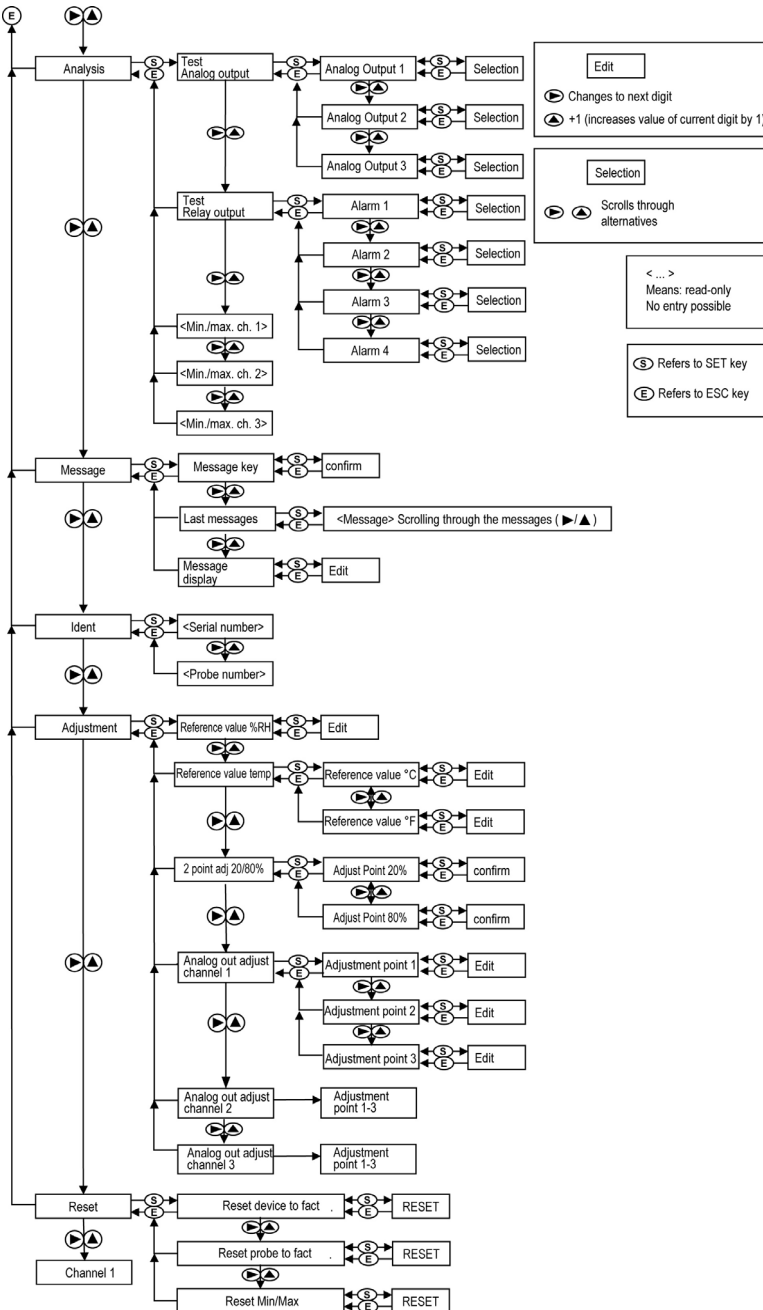 E
Analysis
S
E
Test
Analog output
S
E
Analog Output 1
S
E
Selection
Analog Output 2
S
E
Selection
Analog Output 3
S
E
Selection
Test
Relay output
S
E
Alarm 1
S
E
Selection
Alarm 2
S
E
Selection
Alarm 3
S
E
Selection
Alarm 4
S
E
Selection
<Min./max. ch. 1>
<Min./max. ch. 2>
<Min./max. ch. 3>
Edit
Changes to next digit
+1 (increases value of current digit by 1)
Selection
Scrolls through
alternatives
< ... >
Means: read-only
No entry possible
S Refers to SET key
E Refers to ESC key
Message
S
E
Message key
S
E
confirm
Last messages
S
E
<Message> Scrolling through the messages ( ▶/▲ )
Message
display
S
E
Edit
Ident
S
E
<Serial number>
<Probe number>
Adjustment
S
E
Reference value %RH
S
E
Edit
Reference value temp
S
E
Reference value °C
S
E
Edit
Reference value °F
S
E
Edit
2 point adj 20/80%
S
E
Adjust Point 20%
S
E
confirm
Adjust Point 80%
S
E
confirm
Analog out adjust
channel 1
S
E
Adjustment point 1
S
E
Edit
Adjustment point 2
S
E
Edit
Adjustment point 3
S
E
Edit
Analog out adjust
channel 2
Adjustment
point 1-3
Analog out adjust
channel 3
Adjustment
point 1-3
Reset
S
E
Reset device to fact .
S
E
RESET
Reset probe to fact .
S
E
RESET
Reset Min/Max
S
E
RESET
Channel 1